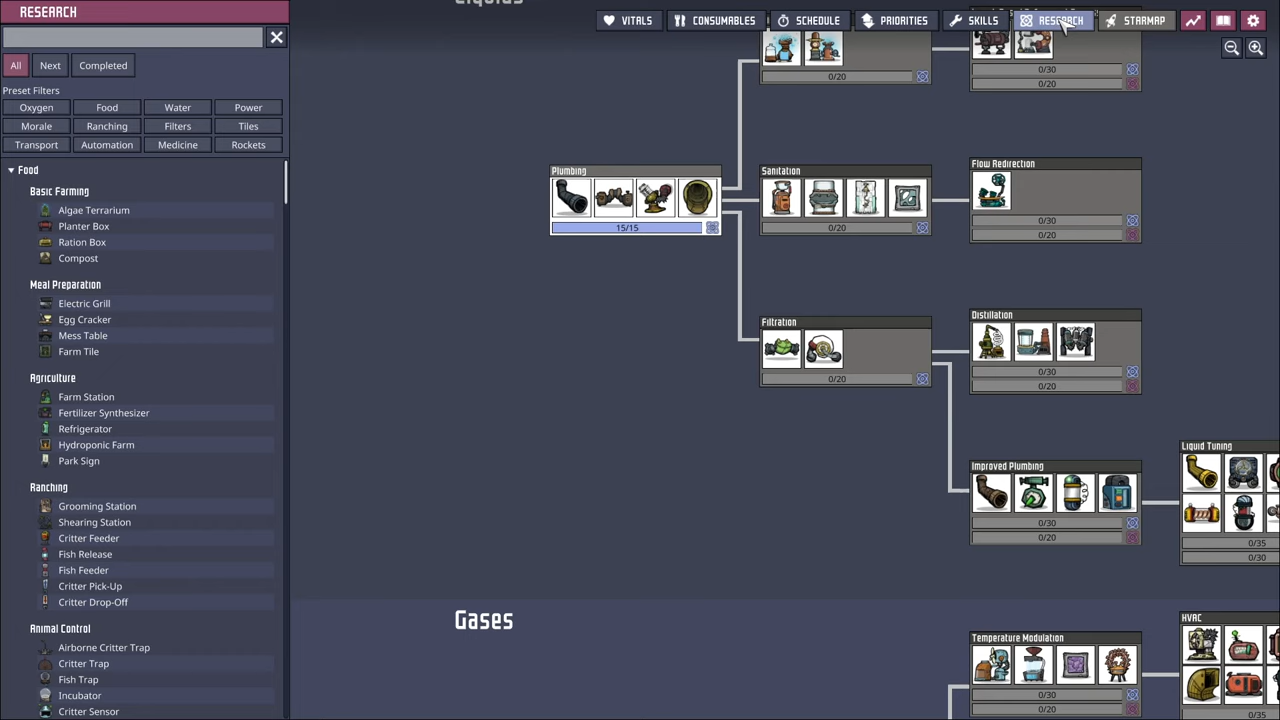 RESEARCH
VITALS
CONSUMABLES
SCHEDULE
PRIORITIES
SKILLS
RESEARCH
STARMAP
All
Next
Completed
Preset Filters
Oxygen
Food
Water
Power
Morale
Ranching
Filters
Tiles
Transport
Automation
Medicine
Rockets
Food
Basic Farming
Algae Terrarium
Planter Box
Ration Box
Compost
Meal Preparation
Electric Grill
Egg Cracker
Mess Table
Farm Tile
Agriculture
Farm Station
Fertilizer Synthesizer
Refrigerator
Hydroponic Farm
Park Sign
Ranching
Grooming Station
Shearing Station
Critter Feeder
Fish Release
Fish Feeder
Critter Pick-Up
Critter Drop-Off
Animal Control
Airborne Critter Trap
Critter Trap
Fish Trap
Incubator
Critter Sensor
Liquids
0/20
0/30
0/20
Plumbing
15/15
Sanitation
0/20
Flow Redirection
0/30
0/20
Filtration
0/20
Distillation
0/30
0/20
Improved Plumbing
0/30
0/20
Liquid Tuning
0/35
0/30
Gases
Temperature Modulation
0/30
0/20
HVAC
0/35